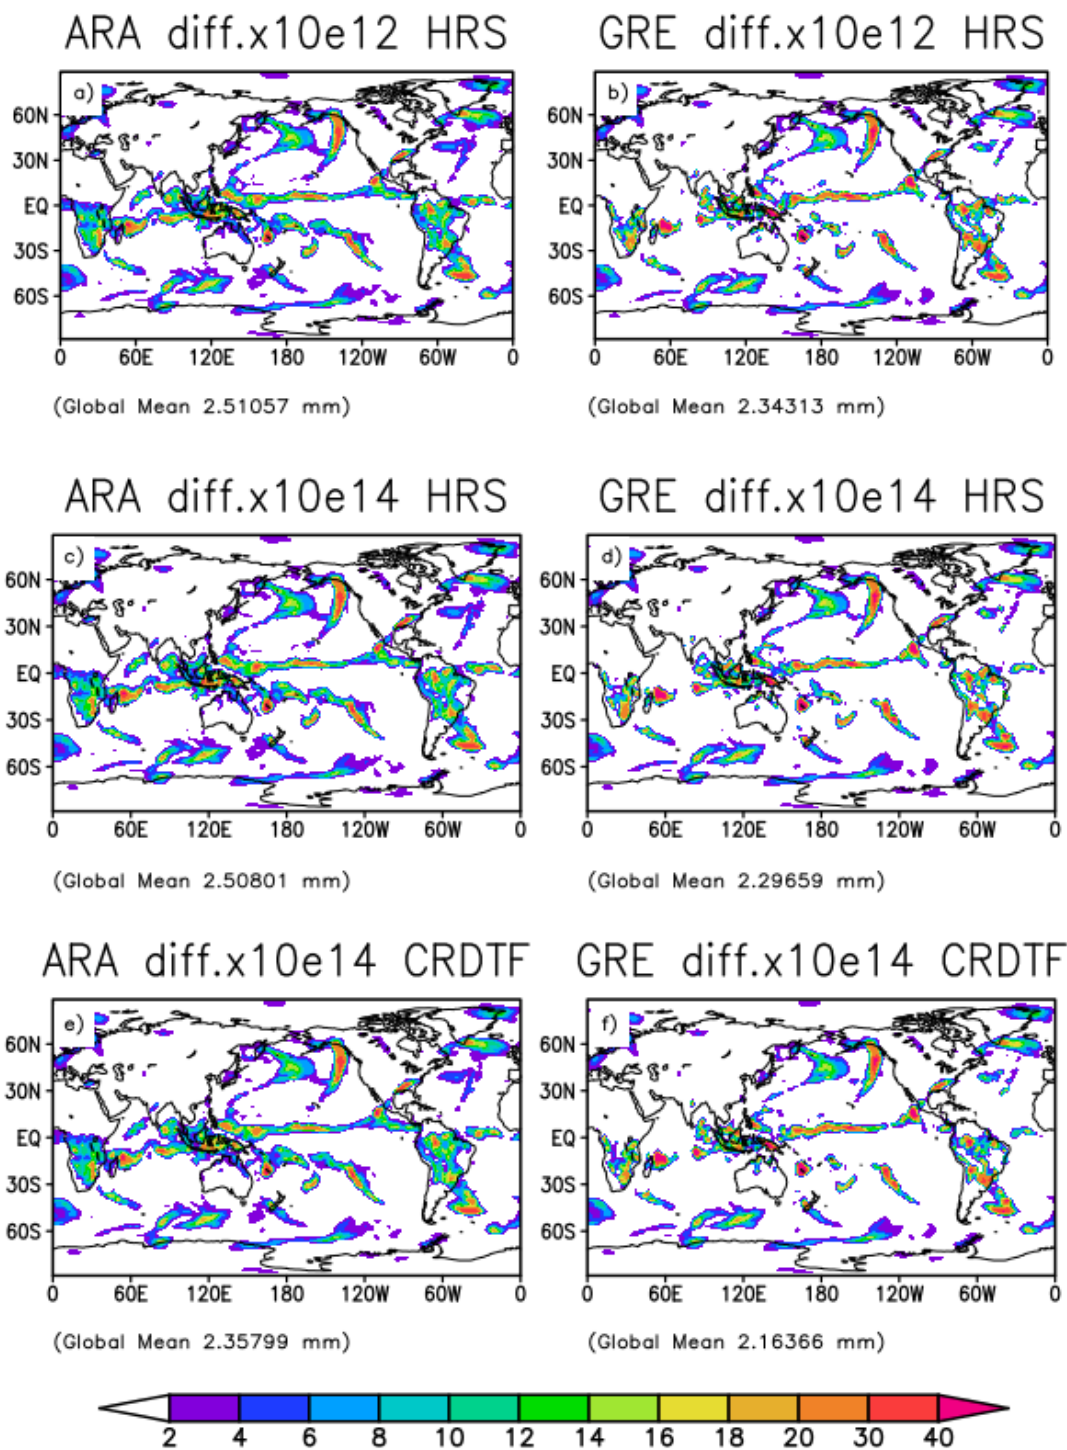 ARA diff.x10e12 HRS
GRE diff.x10e12 HRS
a)
b)
60N
30N
EQ
30S
60S
60N
30N
EQ
30S
60S
0 60E 120E 180 120W 60W 0
0 60E 120E 180 120W 60W 0
(Global Mean 2.51057 mm)
(Global Mean 2.34313 mm)
ARA diff.x10e14 HRS
GRE diff.x10e14 HRS
c)
d)
60N
30N
EQ
30S
60S
60N
30N
EQ
30S
60S
0 60E 120E 180 120W 60W 0
0 60E 120E 180 120W 60W 0
(Global Mean 2.50801 mm)
(Global Mean 2.29659 mm)
ARA diff.x10e14 CRDTF
GRE diff.x10e14 CRDTF
e)
f)
60N
30N
EQ
30S
60S
60N
30N
EQ
30S
60S
0 60E 120E 180 120W 60W 0
0 60E 120E 180 120W 60W 0
(Global Mean 2.35799 mm)
(Global Mean 2.16366 mm)
2 4 6 8 10 12 14 16 18 20 30 40